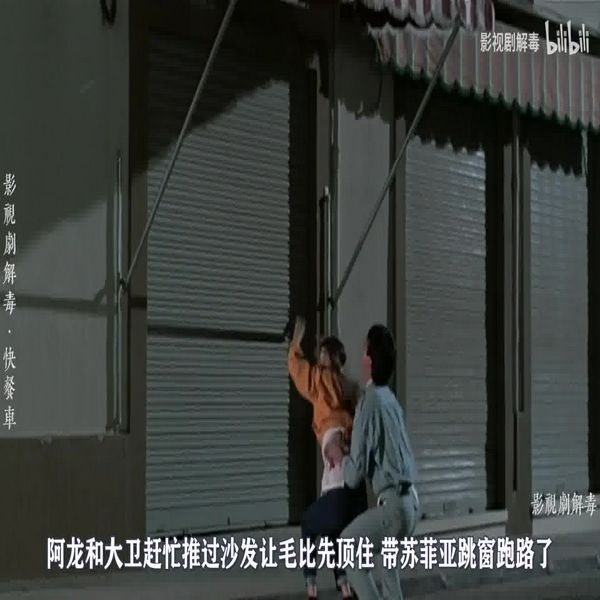 影视剧解毒 bilibili
影視劇解毒·快餐車
影視劇解毒
阿龙和大卫赶忙推过沙发让毛比先顶住 带苏菲亚跳窗跑路了